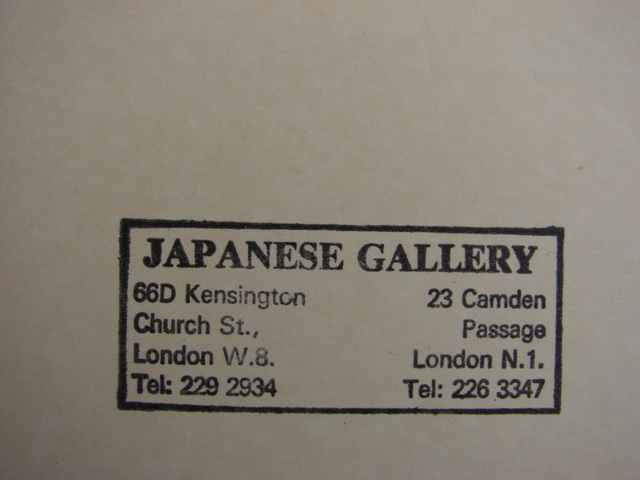 JAPANESE GALLERY
66D Kensington
Church St.,
London W.8.
Tel: 229 2934
23 Camden
Passage
London N.1.
Tel: 226 3347